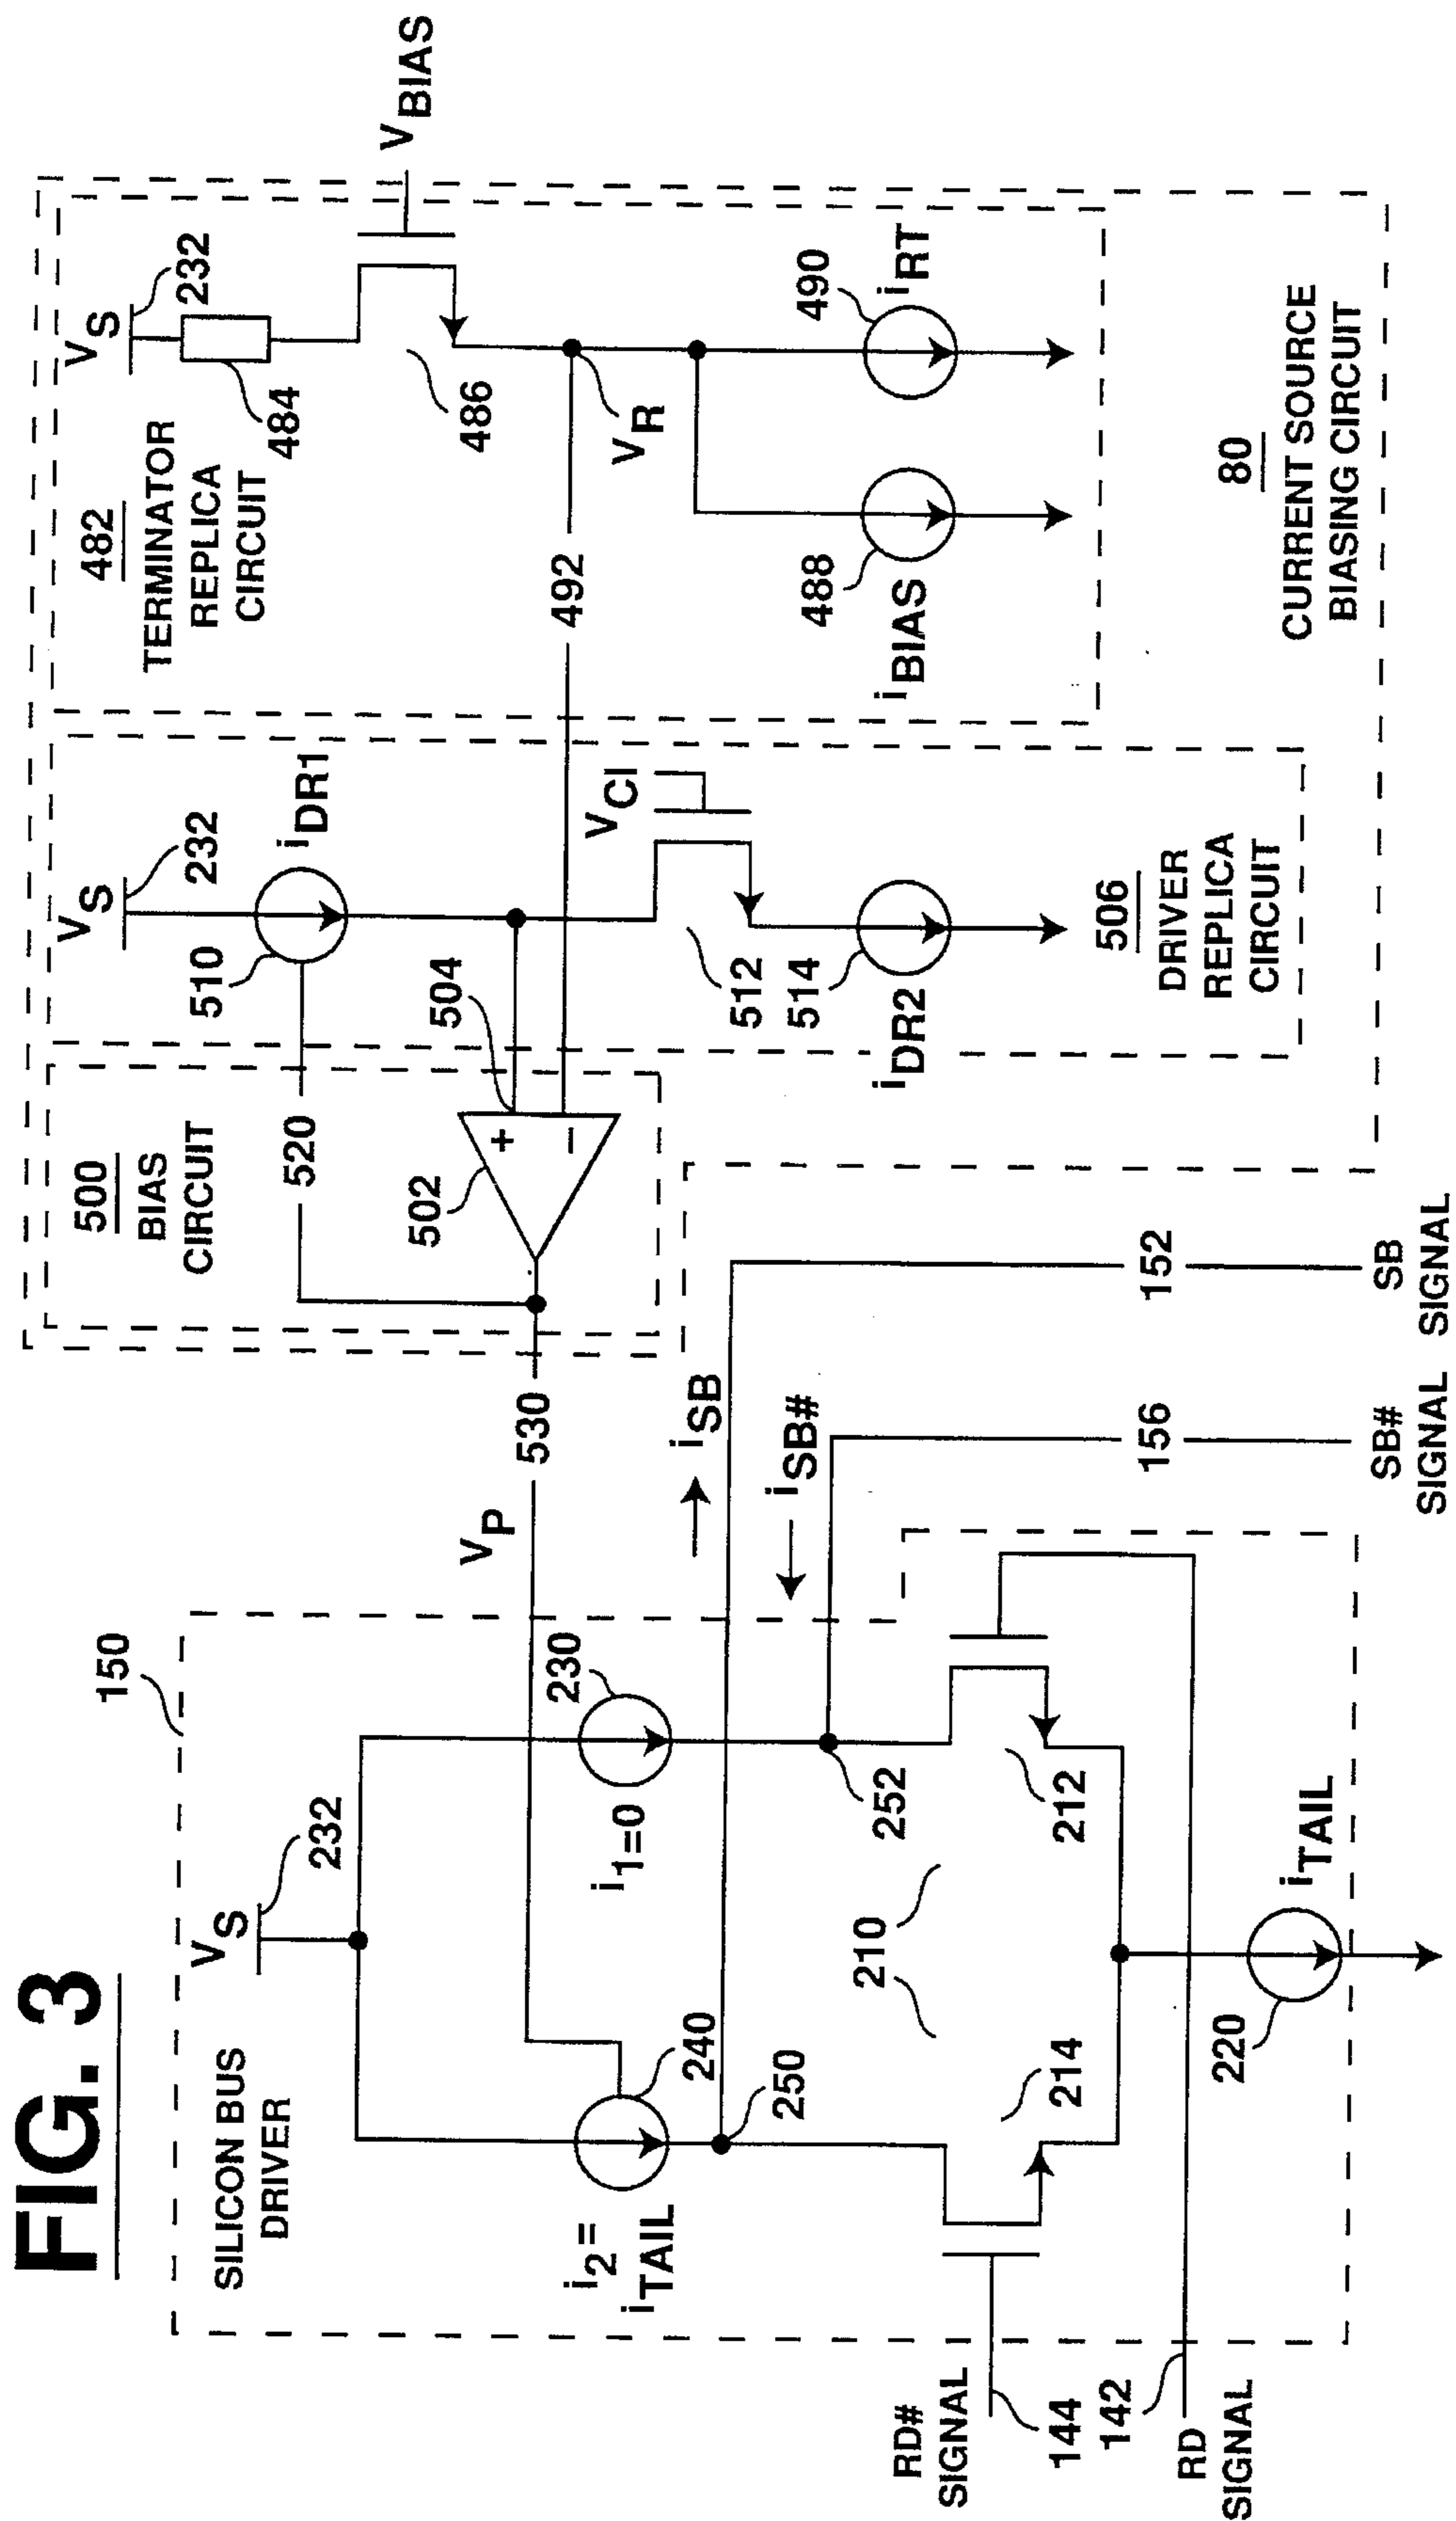 FIG. 3
SILICON BUS
DRIVER
150
VS
232
i2=
iTAIL
240
i1=0
230
VP
530
250
252
iSB
iSB#
210
214
212
220
iTAIL
RD#
SIGNAL
144
142
RD
SIGNAL
156
SB#
SIGNAL
152
SB
SIGNAL
500
BIAS
CIRCUIT
520
502
504
+
−
VS
232
510
iDR1
VCI
512
514
iDR2
506
DRIVER
REPLICA
CIRCUIT
482
TERMINATOR
REPLICA
CIRCUIT
VS
232
484
486
VBIAS
492
VR
488
iBIAS
490
iRT
80
CURRENT SOURCE
BIASING CIRCUIT